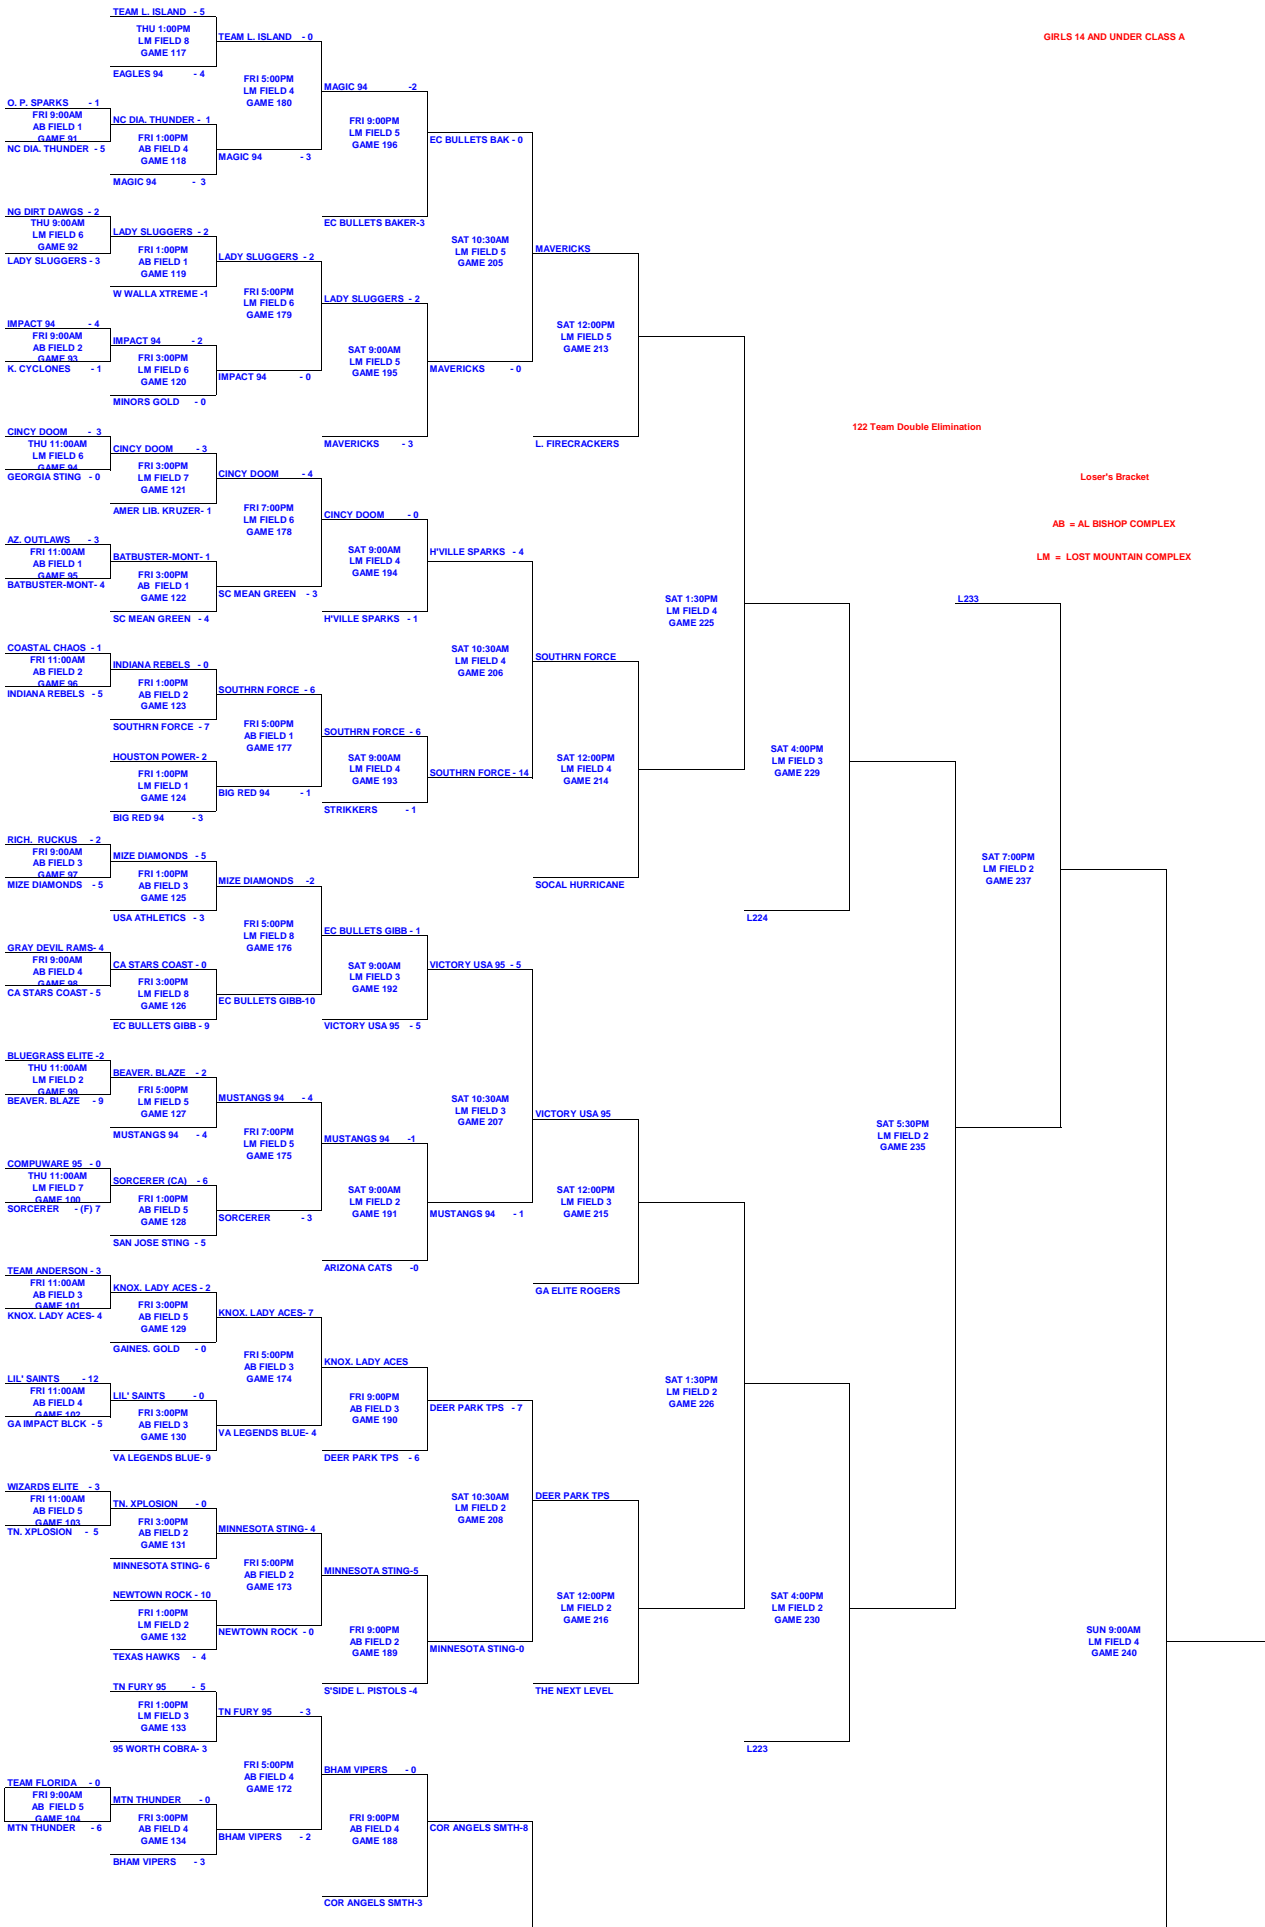 TEAM L. ISLAND - 5
THU 1:00PM
LM FIELD 8
GAME 117
EAGLES 94 - 4
TEAM L. ISLAND - 0
GIRLS 14 AND UNDER CLASS A
FRI 5:00PM
LM FIELD 4
GAME 180
MAGIC 94 -2
O. P. SPARKS - 1
FRI 9:00AM
AB FIELD 1
GAME 91
NC DIA. THUNDER - 5
NC DIA. THUNDER - 1
FRI 1:00PM
AB FIELD 4
GAME 118
MAGIC 94 - 3
MAGIC 94 - 3
FRI 9:00PM
LM FIELD 5
GAME 196
EC BULLETS BAK - 0
EC BULLETS BAKER-3
NG DIRT DAWGS - 2
THU 9:00AM
LM FIELD 6
GAME 92
LADY SLUGGERS - 3
LADY SLUGGERS - 2
FRI 1:00PM
AB FIELD 1
GAME 119
W WALLA XTREME -1
LADY SLUGGERS - 2
FRI 5:00PM
LM FIELD 6
GAME 179
LADY SLUGGERS - 2
SAT 10:30AM
LM FIELD 5
GAME 205
MAVERICKS
IMPACT 94 - 4
FRI 9:00AM
AB FIELD 2
GAME 93
K. CYCLONES - 1
IMPACT 94 - 2
FRI 3:00PM
LM FIELD 6
GAME 120
MINORS GOLD - 0
IMPACT 94 - 0
SAT 9:00AM
LM FIELD 5
GAME 195
MAVERICKS - 0
MAVERICKS - 3
SAT 12:00PM
LM FIELD 5
GAME 213
L. FIRECRACKERS
122 Team Double Elimination
Loser's Bracket
AB = AL BISHOP COMPLEX
LM = LOST MOUNTAIN COMPLEX
CINCY DOOM - 3
THU 11:00AM
LM FIELD 6
GAME 94
GEORGIA STING - 0
CINCY DOOM - 3
FRI 3:00PM
LM FIELD 7
GAME 121
AMER LIB. KRUZER- 1
CINCY DOOM - 4
FRI 7:00PM
LM FIELD 6
GAME 178
CINCY DOOM - 0
AZ. OUTLAWS - 3
FRI 11:00AM
AB FIELD 1
GAME 95
BATBUSTER-MONT- 4
BATBUSTER-MONT- 1
FRI 3:00PM
AB FIELD 1
GAME 122
SC MEAN GREEN - 4
SC MEAN GREEN - 3
SAT 9:00AM
LM FIELD 4
GAME 194
H'VILLE SPARKS - 4
H'VILLE SPARKS - 1
SAT 1:30PM
LM FIELD 4
GAME 225
L233
COASTAL CHAOS - 1
FRI 11:00AM
AB FIELD 2
GAME 96
INDIANA REBELS - 5
INDIANA REBELS - 0
FRI 1:00PM
AB FIELD 2
GAME 123
SOUTHRN FORCE - 7
SOUTHRN FORCE - 6
FRI 5:00PM
AB FIELD 1
GAME 177
SOUTHRN FORCE - 6
SAT 10:30AM
LM FIELD 4
GAME 206
SOUTHRN FORCE
HOUSTON POWER- 2
FRI 1:00PM
LM FIELD 1
GAME 124
BIG RED 94 - 3
BIG RED 94 - 1
SAT 9:00AM
LM FIELD 4
GAME 193
SOUTHRN FORCE - 14
STRIKKERS - 1
SAT 12:00PM
LM FIELD 4
GAME 214
SAT 4:00PM
LM FIELD 3
GAME 229
RICH. RUCKUS - 2
FRI 9:00AM
AB FIELD 3
GAME 97
MIZE DIAMONDS - 5
MIZE DIAMONDS - 5
FRI 1:00PM
AB FIELD 3
GAME 125
USA ATHLETICS - 3
MIZE DIAMONDS -2
SOCAL HURRICANE
SAT 7:00PM
LM FIELD 2
GAME 237
L224
FRI 5:00PM
LM FIELD 8
GAME 176
EC BULLETS GIBB - 1
GRAY DEVIL RAMS- 4
FRI 9:00AM
AB FIELD 4
GAME 98
CA STARS COAST - 5
CA STARS COAST - 0
FRI 3:00PM
LM FIELD 8
GAME 126
EC BULLETS GIBB - 9
EC BULLETS GIBB-10
SAT 9:00AM
LM FIELD 3
GAME 192
VICTORY USA 95 - 5
VICTORY USA 95 - 5
BLUEGRASS ELITE -2
THU 11:00AM
LM FIELD 2
GAME 99
BEAVER. BLAZE - 9
BEAVER. BLAZE - 2
FRI 5:00PM
LM FIELD 5
GAME 127
MUSTANGS 94 - 4
MUSTANGS 94 - 4
FRI 7:00PM
LM FIELD 5
GAME 175
MUSTANGS 94 -1
SAT 10:30AM
LM FIELD 3
GAME 207
VICTORY USA 95
SAT 5:30PM
LM FIELD 2
GAME 235
COMPUWARE 95 - 0
THU 11:00AM
LM FIELD 7
GAME 100
SORCERER - (F) 7
SORCERER (CA) - 6
FRI 1:00PM
AB FIELD 5
GAME 128
SAN JOSE STING - 5
SORCERER - 3
SAT 9:00AM
LM FIELD 2
GAME 191
MUSTANGS 94 - 1
ARIZONA CATS -0
SAT 12:00PM
LM FIELD 3
GAME 215
GA ELITE ROGERS
TEAM ANDERSON - 3
FRI 11:00AM
AB FIELD 3
GAME 101
KNOX. LADY ACES- 4
KNOX. LADY ACES - 2
FRI 3:00PM
AB FIELD 5
GAME 129
GAINES. GOLD - 0
KNOX. LADY ACES- 7
FRI 5:00PM
AB FIELD 3
GAME 174
KNOX. LADY ACES
LIL' SAINTS - 12
FRI 11:00AM
AB FIELD 4
GAME 102
GA IMPACT BLCK - 5
LIL' SAINTS - 0
FRI 3:00PM
AB FIELD 3
GAME 130
VA LEGENDS BLUE- 9
VA LEGENDS BLUE- 4
FRI 9:00PM
AB FIELD 3
GAME 190
DEER PARK TPS - 7
DEER PARK TPS - 6
SAT 1:30PM
LM FIELD 2
GAME 226
WIZARDS ELITE - 3
FRI 11:00AM
AB FIELD 5
GAME 103
TN. XPLOSION - 5
TN. XPLOSION - 0
FRI 3:00PM
AB FIELD 2
GAME 131
MINNESOTA STING- 6
MINNESOTA STING- 4
FRI 5:00PM
AB FIELD 2
GAME 173
MINNESOTA STING-5
SAT 10:30AM
LM FIELD 2
GAME 208
DEER PARK TPS
NEWTOWN ROCK - 10
FRI 1:00PM
LM FIELD 2
GAME 132
TEXAS HAWKS - 4
NEWTOWN ROCK - 0
FRI 9:00PM
AB FIELD 2
GAME 189
MINNESOTA STING-0
S'SIDE L. PISTOLS -4
SAT 12:00PM
LM FIELD 2
GAME 216
THE NEXT LEVEL
SAT 4:00PM
LM FIELD 2
GAME 230
SUN 9:00AM
LM FIELD 4
GAME 240
L223
TN FURY 95 - 5
FRI 1:00PM
LM FIELD 3
GAME 133
95 WORTH COBRA- 3
TN FURY 95 - 3
FRI 5:00PM
AB FIELD 4
GAME 172
BHAM VIPERS - 0
TEAM FLORIDA - 0
FRI 9:00AM
AB FIELD 5
GAME 104
MTN THUNDER - 6
MTN THUNDER - 0
FRI 3:00PM
AB FIELD 4
GAME 134
BHAM VIPERS - 3
BHAM VIPERS - 2
FRI 9:00PM
AB FIELD 4
GAME 188
COR ANGELS SMTH-8
COR ANGELS SMTH-3